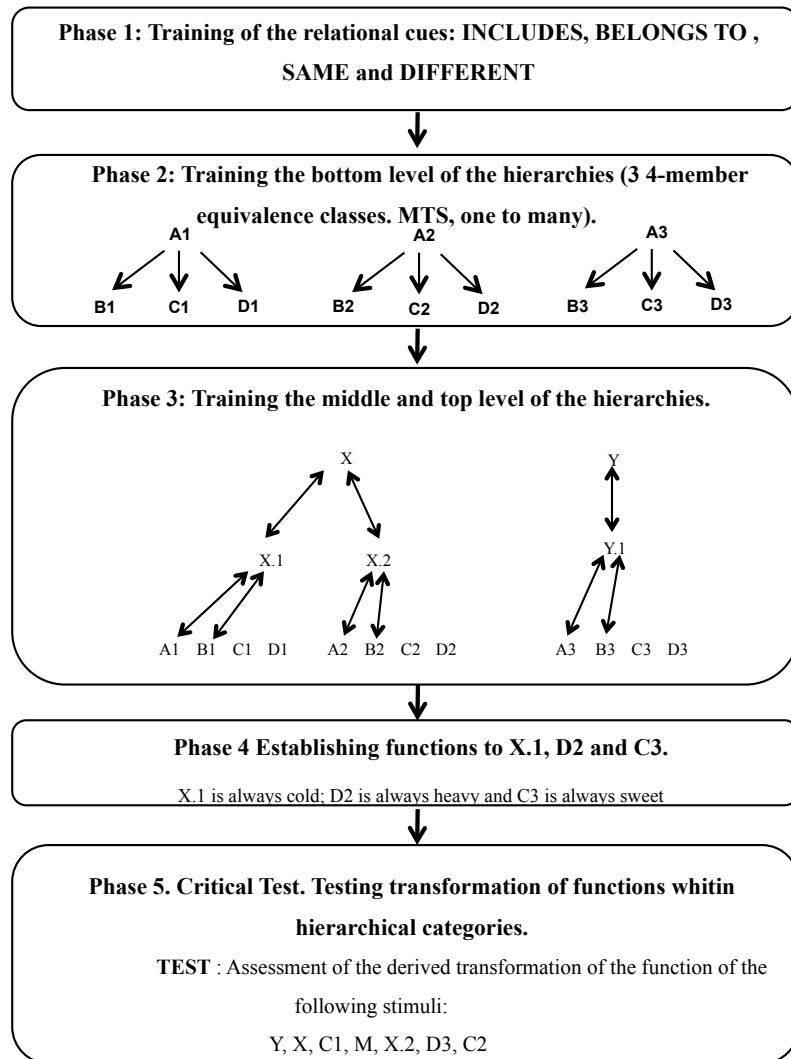 Phase 1: Training of the relational cues: INCLUDES, BELONGS TO ,
SAME and DIFFERENT
Phase 2: Training the bottom level of the hierarchies (3 4-member
equivalence classes. MTS, one to many).
A1 A2 A3
B1 C1 D1 B2 C2 D2 B3 C3 D3
Phase 3: Training the middle and top level of the hierarchies.
X Y
X.1 X.2 Y.1
A1 B1 C1 D1 A2 B2 C2 D2 A3 B3 C3 D3
Phase 4 Establishing functions to X.1, D2 and C3.
X.1 is always cold; D2 is always heavy and C3 is always sweet
Phase 5. Critical Test. Testing transformation of functions whitin
hierarchical categories.
TEST : Assessment of the derived transformation of the function of the
following stimuli:
Y, X, C1, M, X.2, D3, C2